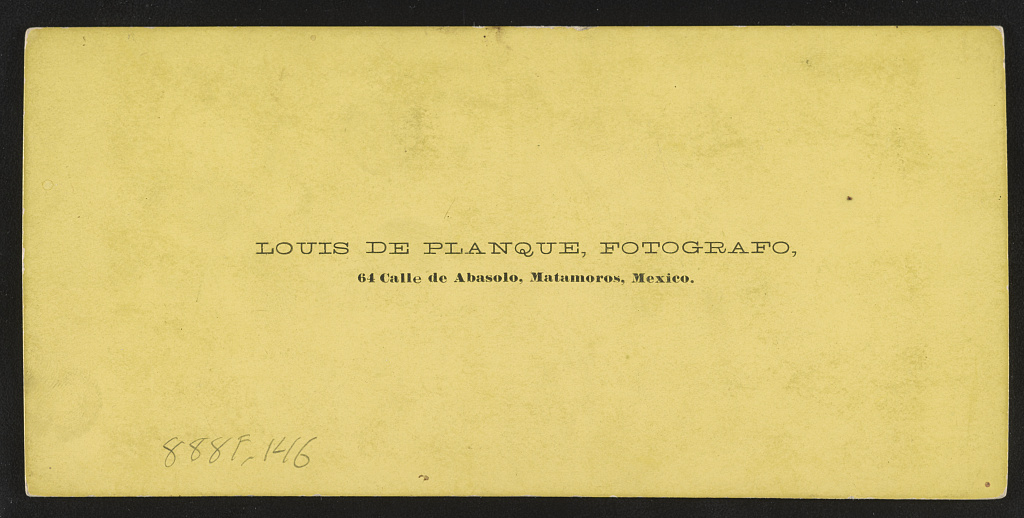 LOUIS DE PLANQUE, FOTOGRAFO,
64 Calle de Abasolo, Matamoros, Mexico.
888F,146